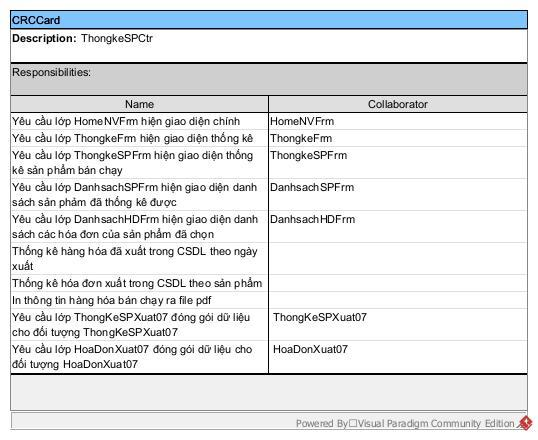 CRCCard
Description: ThongkeSPCtr
Responsibilities:
Name Collaborator
Yêu cầu lớp HomeNVFrm hiện giao diện chính HomeNVFrm
Yêu cầu lớp ThongkeFrm hiện giao diện thống kê ThongkeFrm
Yêu cầu lớp ThongkeSPFrm hiện giao diện thống ThongkeSPFrm
kê sản phẩm bán chạy
Yêu cầu lớp DanhsachSPFrm hiện giao diện danh DanhsachSPFrm
sách sản phảm đã thống kê được
Yêu cầu lớp DanhsachHDFrm hiện giao diện danh DanhsachHDFrm
sách các hóa đơn của sản phẩm đã chọn
Thống kê hàng hóa đã xuất trong CSDL theo ngày
xuất
Thống kê hóa đơn xuất trong CSDL theo sản phẩm
In thông tin hàng hóa bán chạy ra file pdf
Yêu cầu lớp ThongKeSPXuat07 đóng gói dữ liệu ThongKeSPXuat07
cho đối tượng ThongKeSPXuat07
Yêu cầu lớp HoaDonXuat07 đóng gói dữ liệu cho HoaDonXuat07
đối tượng HoaDonXuat07
Powered By□Visual Paradigm Community Edition